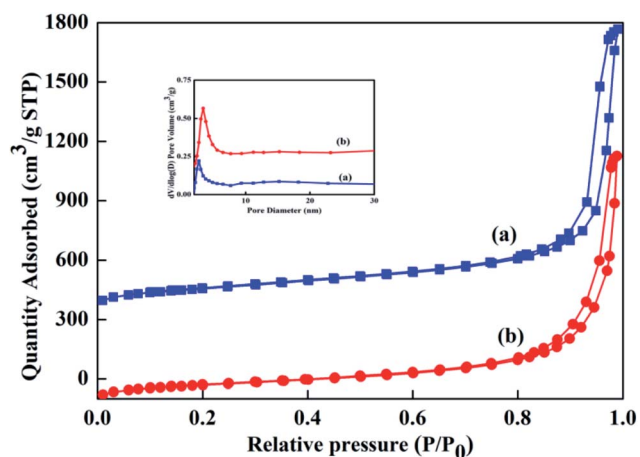 1800
1500
1200
900
600
300
0
Quantity Adsorbed (cm³/g STP)
0.75
0.50
0.25
0.00
dV/dlog(D) Pore Volume (cm³/g)
(b)
(a)
0 10 20 30
Pore Diameter (nm)
(a)
(b)
0.0 0.2 0.4 0.6 0.8 1.0
Relative pressure (P/P₀)